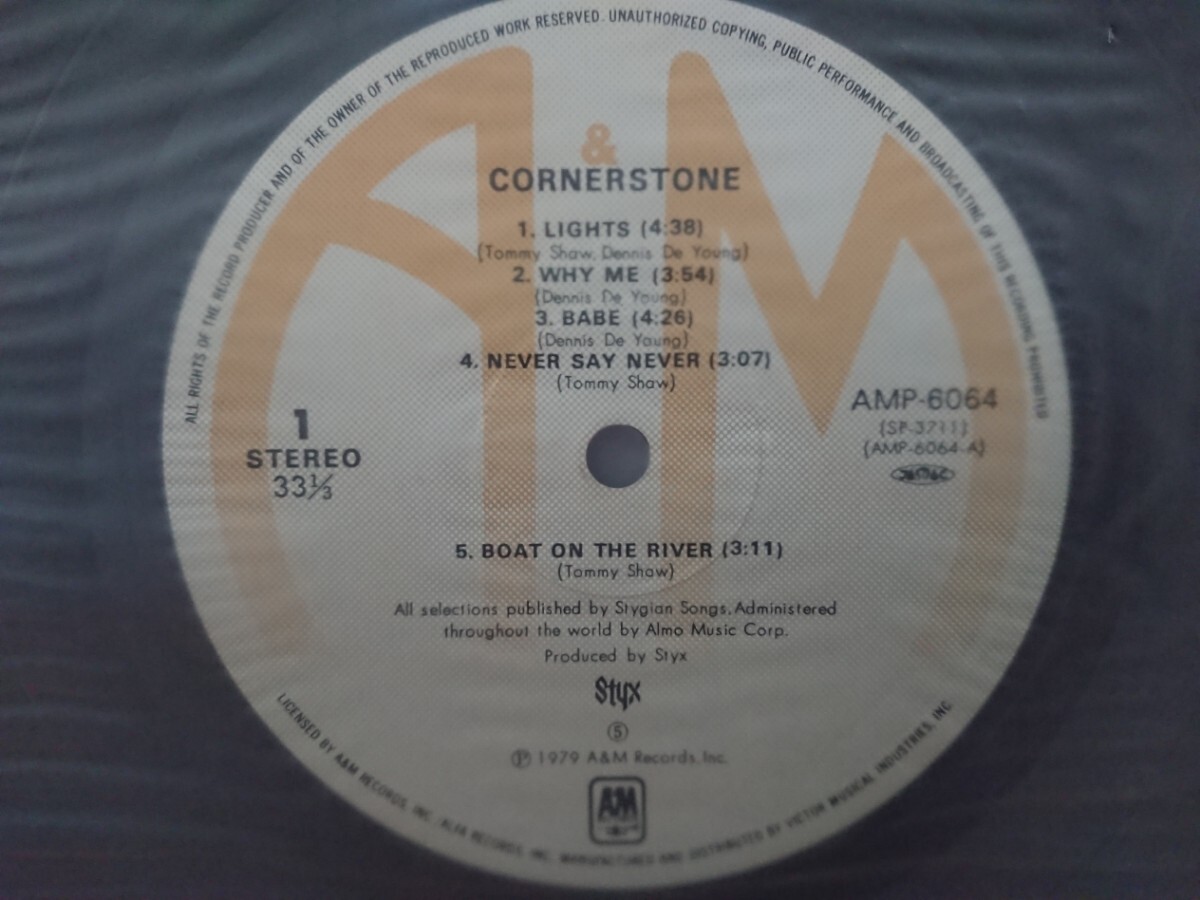 ALL RIGHTS OF THE RECORD PRODUCER AND OF THE OWNER OF THE REPRODUCED WORK RESERVED. UNAUTHORIZED COPYING, PUBLIC PERFORMANCE AND BROADCASTING OF THIS RECORDING PROHIBITED
&
CORNERSTONE
1. LIGHTS (4:38)
(Tommy Shaw, Dennis De Young)
2. WHY ME (3:54)
(Dennis De Young)
3. BABE (4:26)
(Dennis De Young)
4. NEVER SAY NEVER (3:07)
(Tommy Shaw)
1
STEREO
33⅓
AMP-6064
(SP-3711)
(AMP-6064-A)
5. BOAT ON THE RIVER (3:11)
(Tommy Shaw)
All selections published by Stygian Songs. Administered
throughout the world by Almo Music Corp.
Produced by Styx
Styx
Ⓢ
Ⓟ 1979 A&M Records, Inc.
A&M
LICENSED BY A&M RECORDS, INC. ALFA RECORDS, INC. MANUFACTURED AND DISTRIBUTED BY VICTOR MUSICAL INDUSTRIES, INC.